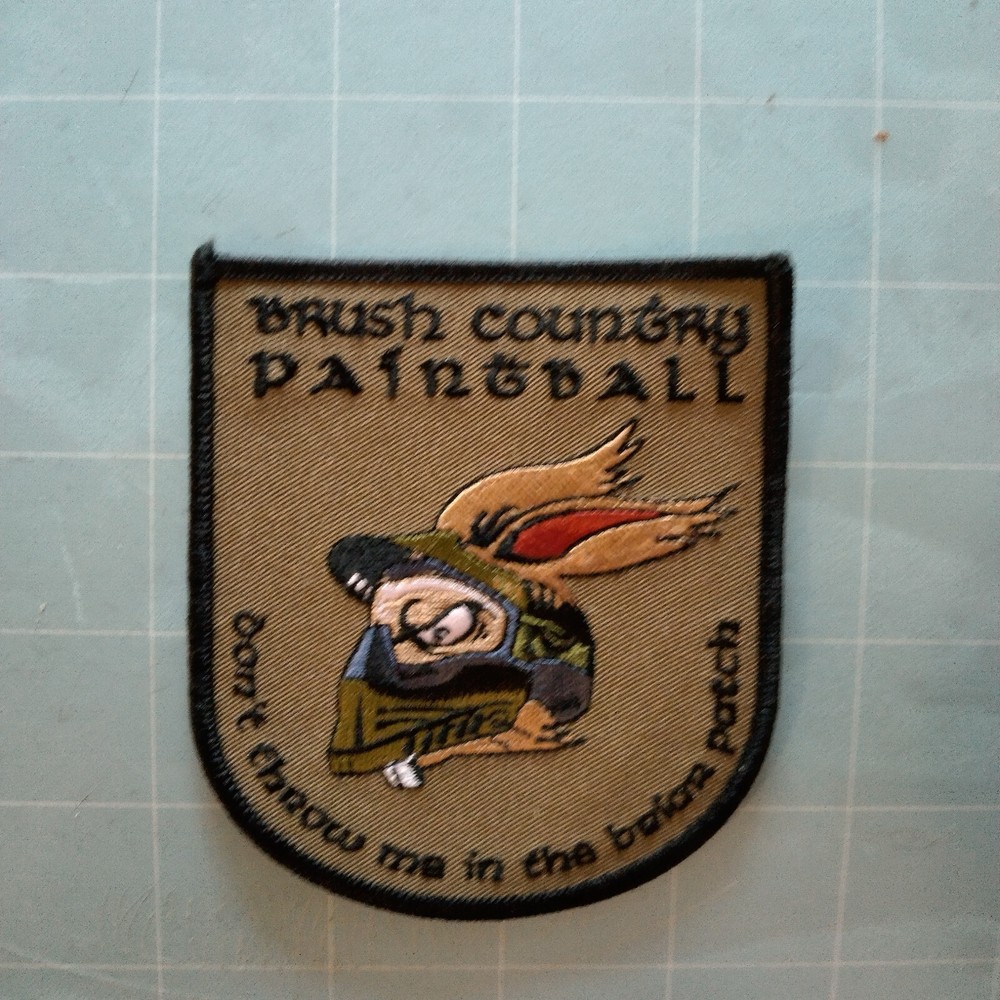 BRUSH COUNTRY
PAINTBALL
don't throw me in the briar patch